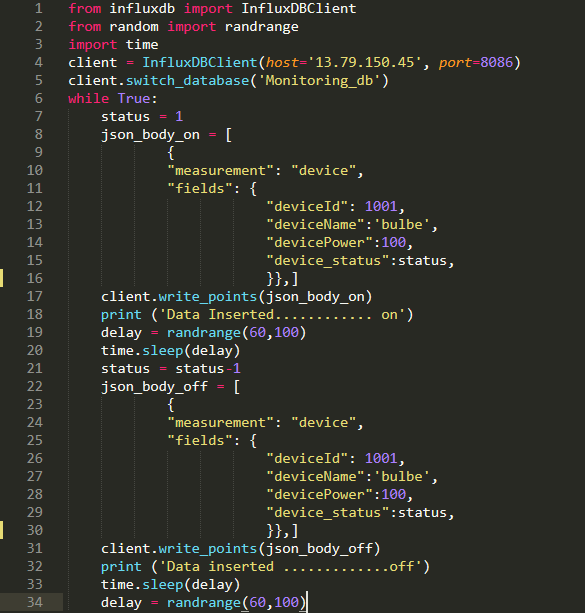 1 from influxdb import InfluxDBClient
2 from random import randrange
3 import time
4 client = InfluxDBClient(host='13.79.150.45', port=8086)
5 client.switch_database('Monitoring_db')
6 while True:
7     status = 1
8     json_body_on = [
9             {
10             "measurement": "device",
11             "fields": {
12                         "deviceId": 1001,
13                         "deviceName":'bulbe',
14                         "devicePower":100,
15                         "device_status":status,
16                         }},]
17     client.write_points(json_body_on)
18     print ('Data Inserted............ on')
19     delay = randrange(60,100)
20     time.sleep(delay)
21     status = status-1
22     json_body_off = [
23             {
24             "measurement": "device",
25             "fields": {
26                         "deviceId": 1001,
27                         "deviceName":'bulbe',
28                         "devicePower":100,
29                         "device_status":status,
30                         }},]
31     client.write_points(json_body_off)
32     print ('Data inserted .............off')
33     time.sleep(delay)
34     delay = randrange(60,100)